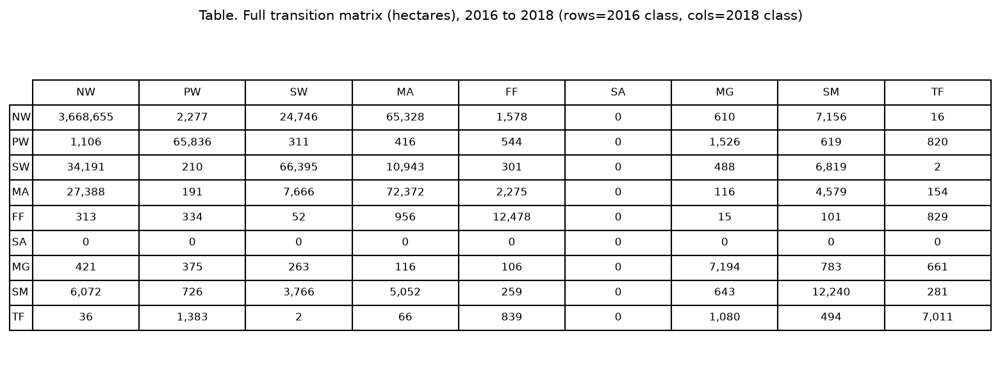 Table. Full transition matrix (hectares), 2016 to 2018 (rows=2016 class, cols=2018 class)
NW PW SW MA FF SA MG SM TF
NW 3,668,655 2,277 24,746 65,328 1,578 0 610 7,156 16
PW 1,106 65,836 311 416 544 0 1,526 619 820
SW 34,191 210 66,395 10,943 301 0 488 6,819 2
MA 27,388 191 7,666 72,372 2,275 0 116 4,579 154
FF 313 334 52 956 12,478 0 15 101 829
SA 0 0 0 0 0 0 0 0 0
MG 421 375 263 116 106 0 7,194 783 661
SM 6,072 726 3,766 5,052 259 0 643 12,240 281
TF 36 1,383 2 66 839 0 1,080 494 7,011